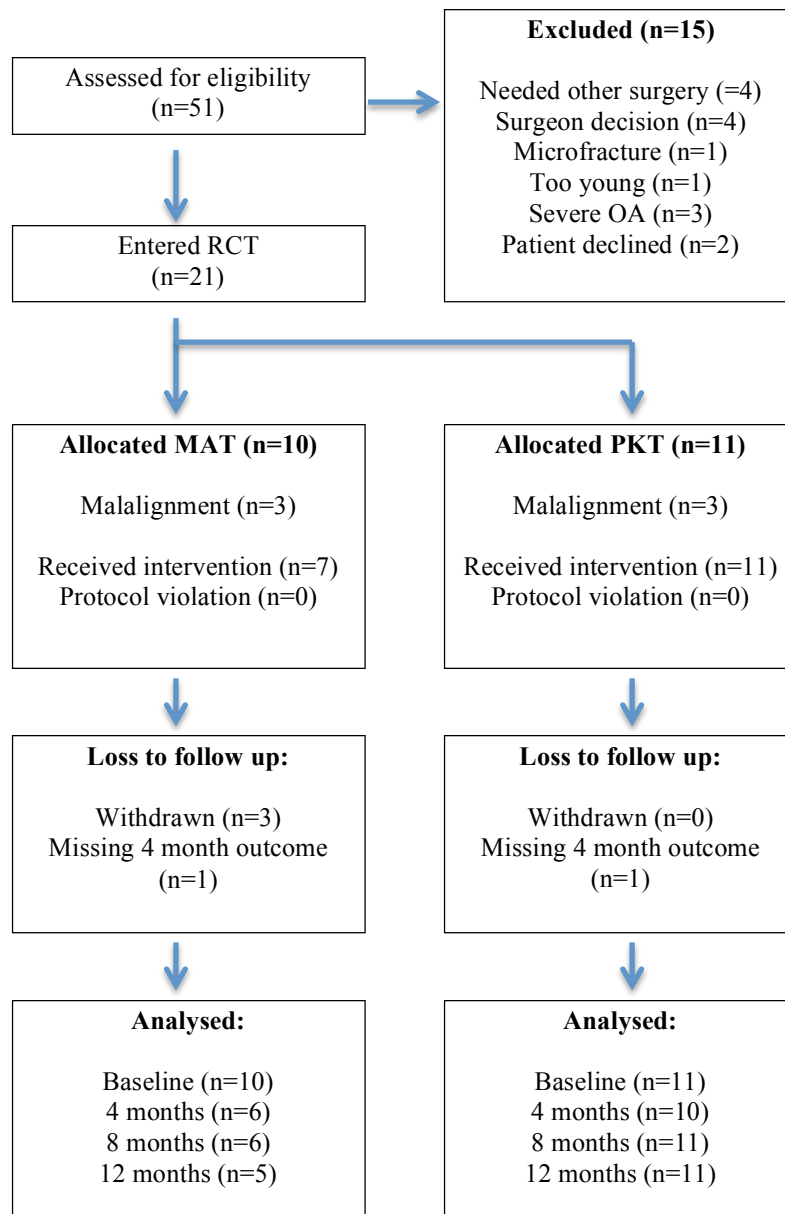 Assessed for eligibility
(n=51)
Excluded (n=15)
Needed other surgery (=4)
Surgeon decision (n=4)
Microfracture (n=1)
Too young (n=1)
Severe OA (n=3)
Patient declined (n=2)
Entered RCT
(n=21)
Allocated MAT (n=10)
Malalignment (n=3)
Received intervention (n=7)
Protocol violation (n=0)
Allocated PKT (n=11)
Malalignment (n=3)
Received intervention (n=11)
Protocol violation (n=0)
Loss to follow up:
Withdrawn (n=3)
Missing 4 month outcome
(n=1)
Loss to follow up:
Withdrawn (n=0)
Missing 4 month outcome
(n=1)
Analysed:
Baseline (n=10)
4 months (n=6)
8 months (n=6)
12 months (n=5)
Analysed:
Baseline (n=11)
4 months (n=10)
8 months (n=11)
12 months (n=11)